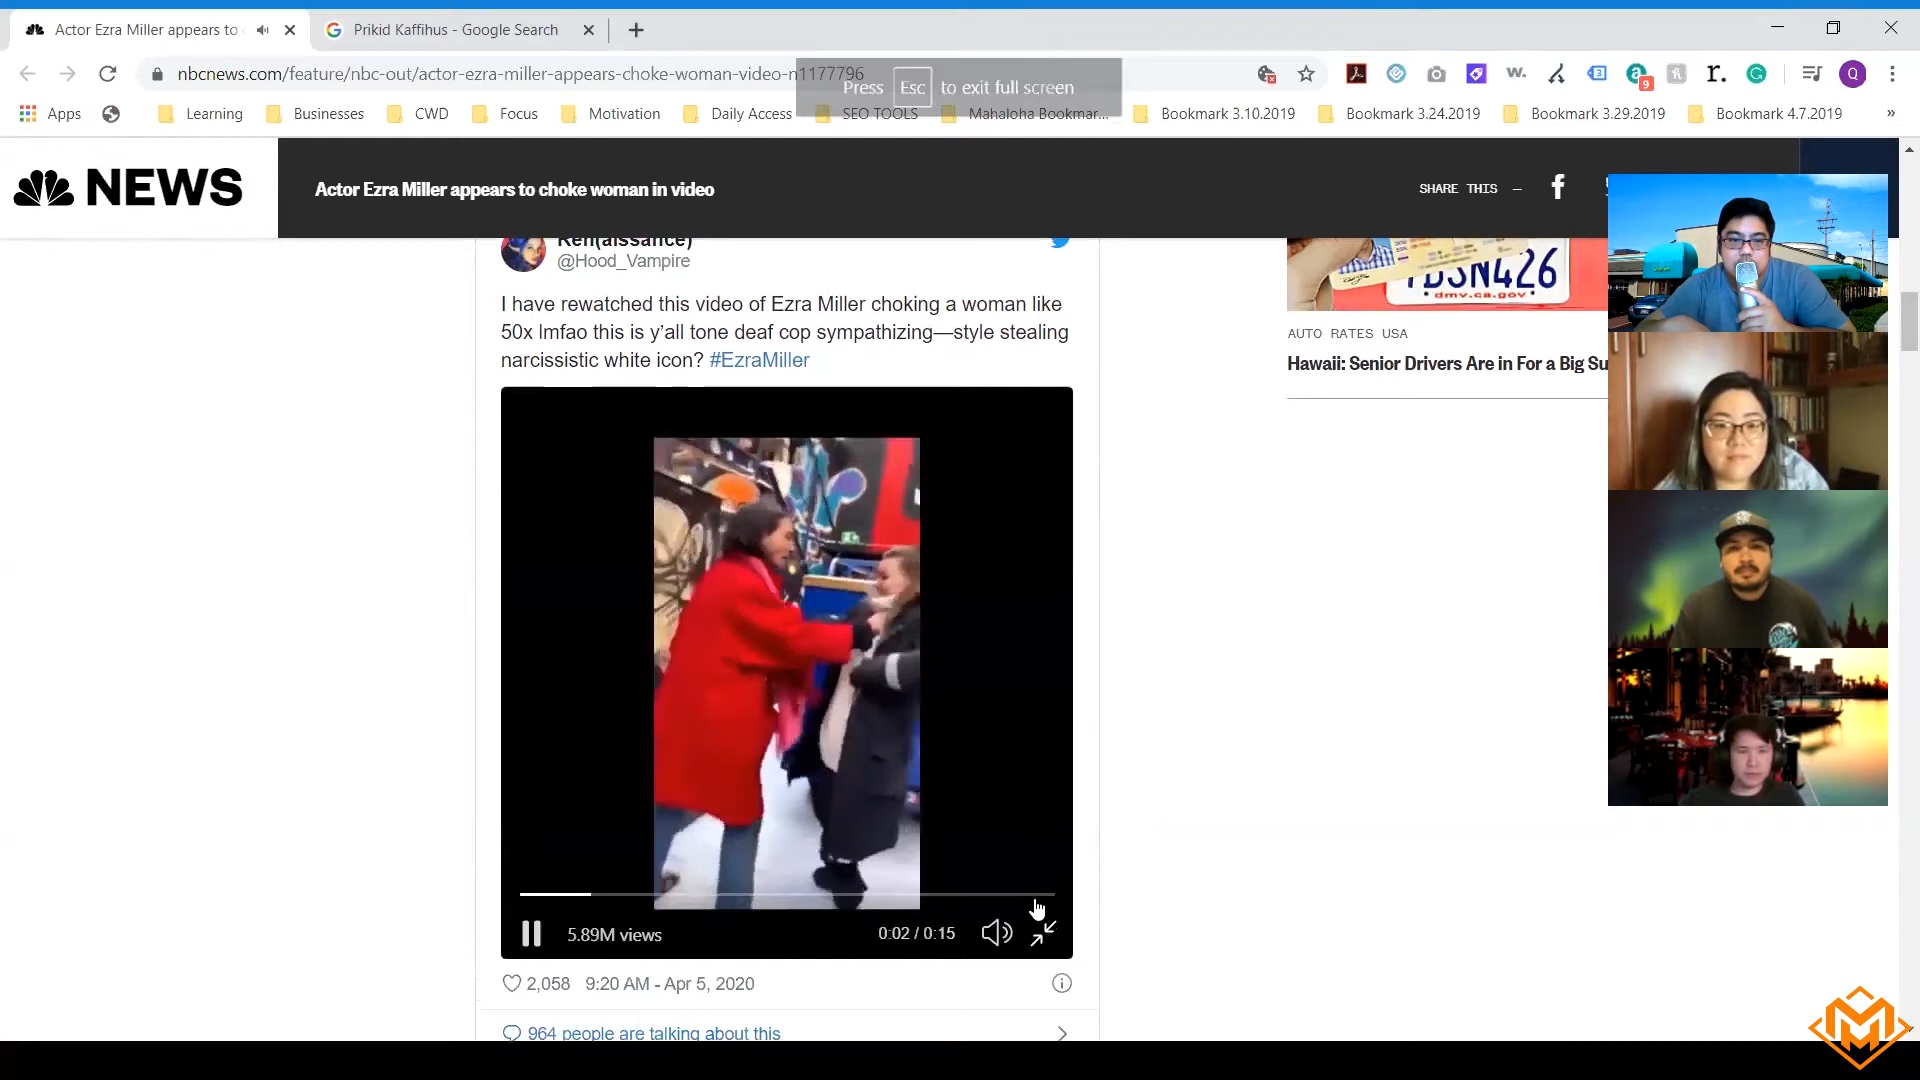 Actor Ezra Miller appears to
Prikid Kaffihus - Google Search
nbcnews.com/feature/nbc-out/actor-ezra-miller-appears-choke-woman-video-n1177796
Press Esc to exit full screen
9
Q
Apps
Learning
Businesses
CWD
Focus
Motivation
Daily Access
SEO TOOLS
Mahaloha Bookmar...
Bookmark 3.10.2019
Bookmark 3.24.2019
Bookmark 3.29.2019
Bookmark 4.7.2019
»
NEWS
Actor Ezra Miller appears to choke woman in video
SHARE THIS —
Ren(aissance)
@Hood_Vampire
I have rewatched this video of Ezra Miller choking a woman like
50x lmfao this is y’all tone deaf cop sympathizing—style stealing
narcissistic white icon? #EzraMiller
dmv.ca.gov
AUTO RATES USA
Hawaii: Senior Drivers Are in For a Big Su
5.89M views
0:02 / 0:15
2,058 9:20 AM - Apr 5, 2020
964 people are talking about this